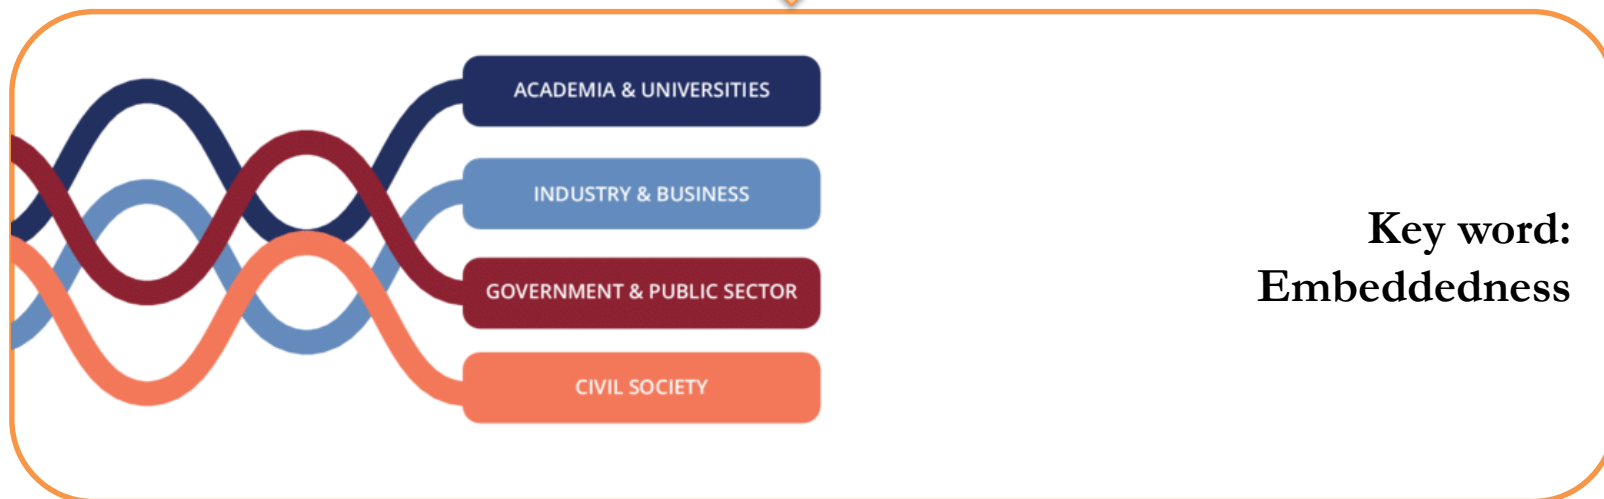 ACADEMIA & UNIVERSITIES
INDUSTRY & BUSINESS
GOVERNMENT & PUBLIC SECTOR
CIVIL SOCIETY
Key word:
Embeddedness